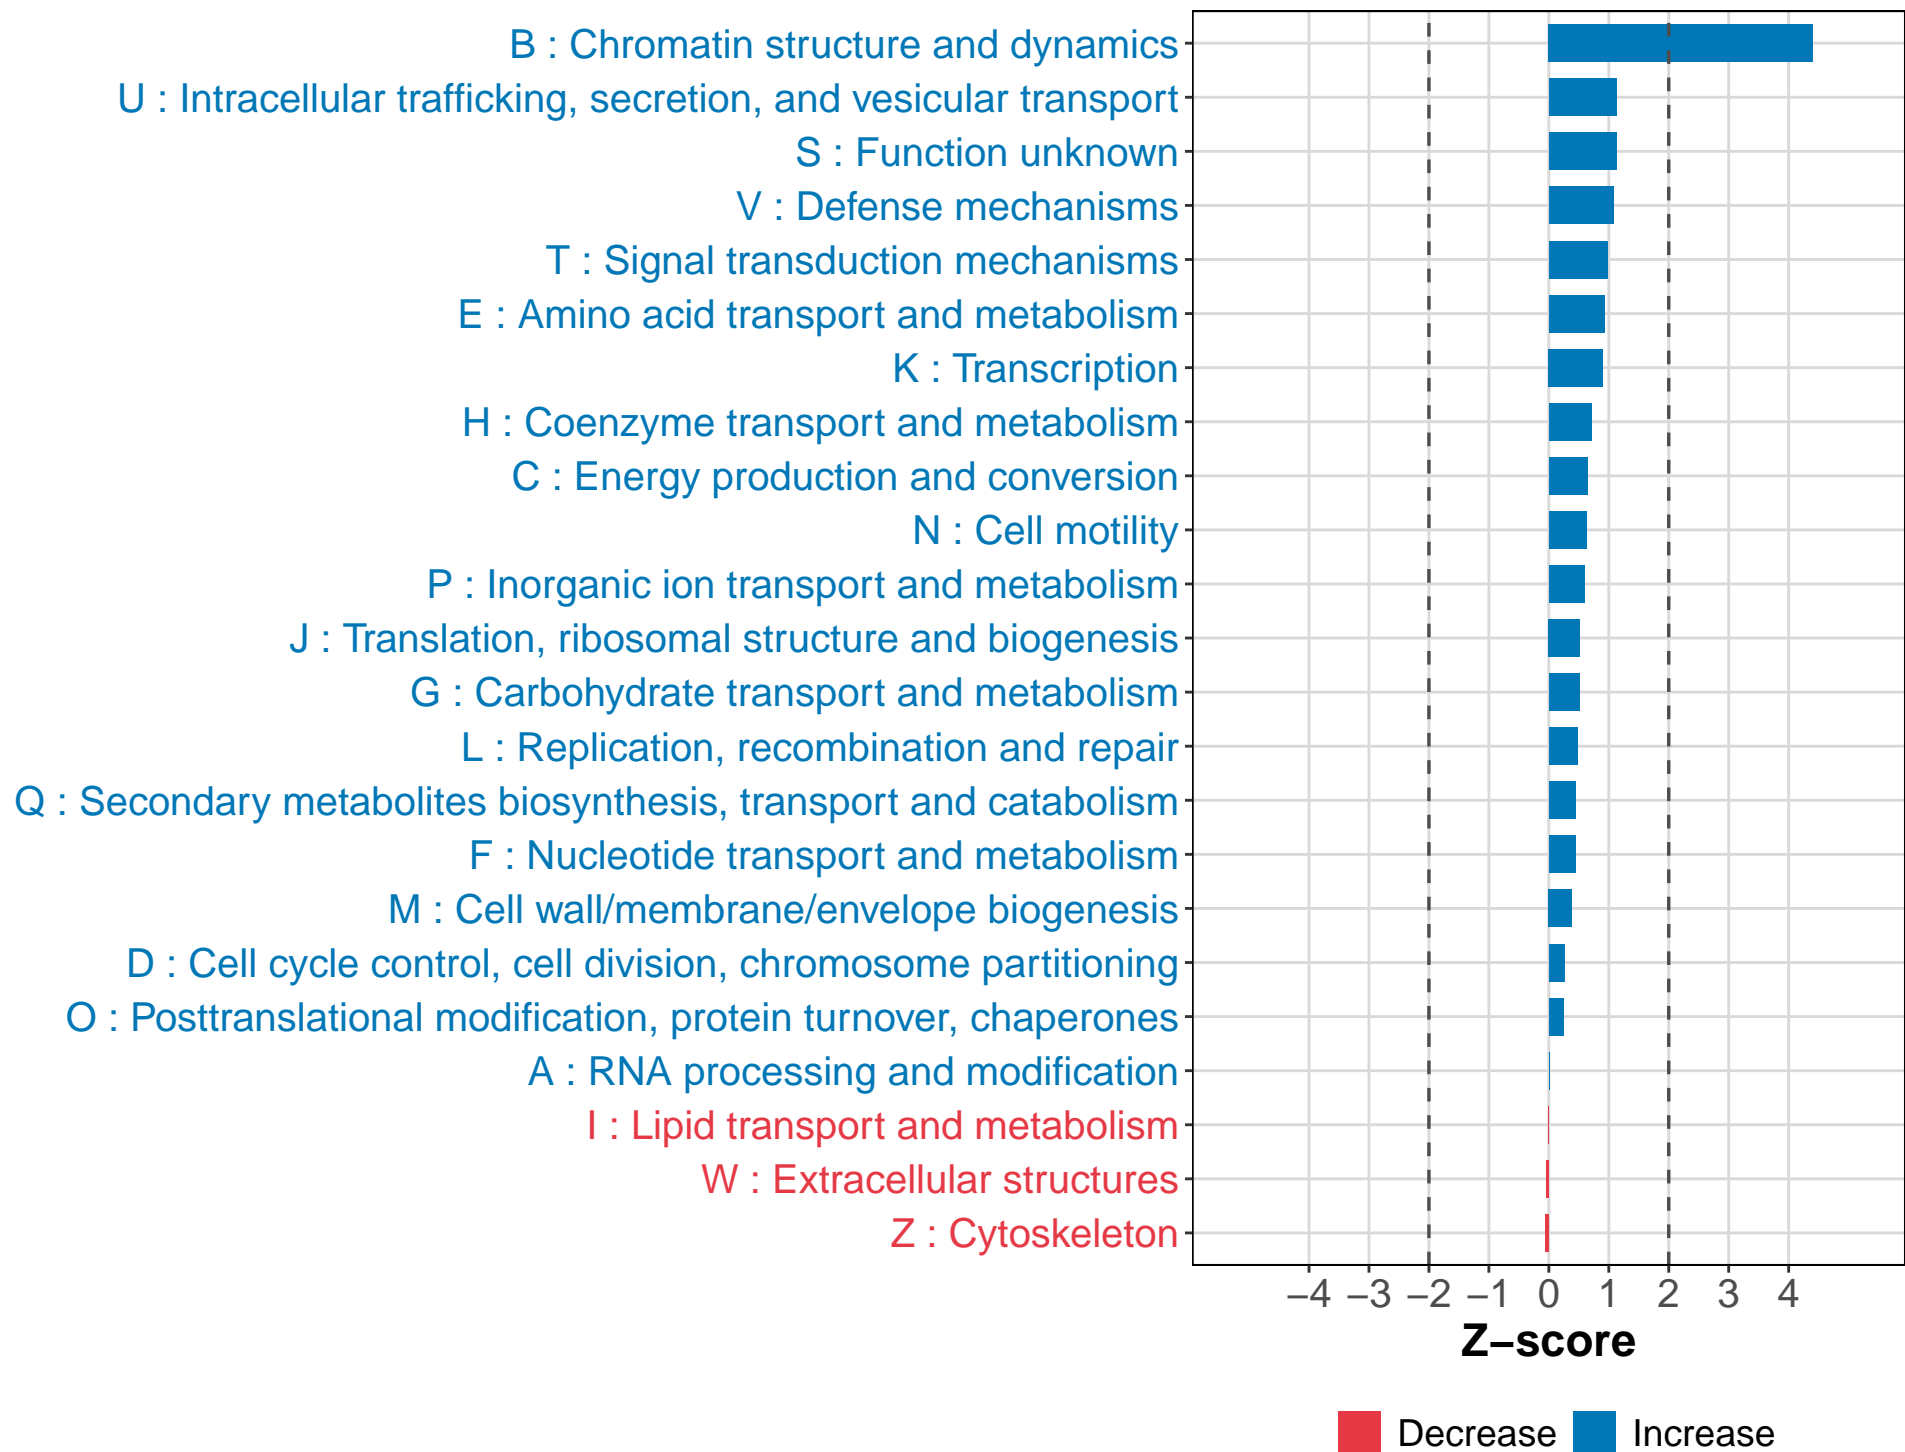 B : Chromatin structure and dynamics
U : Intracellular trafficking, secretion, and vesicular transport
S : Function unknown
V : Defense mechanisms
T : Signal transduction mechanisms
E : Amino acid transport and metabolism
K : Transcription
H : Coenzyme transport and metabolism
C : Energy production and conversion
N : Cell motility
P : Inorganic ion transport and metabolism
J : Translation, ribosomal structure and biogenesis
G : Carbohydrate transport and metabolism
L : Replication, recombination and repair
Q : Secondary metabolites biosynthesis, transport and catabolism
F : Nucleotide transport and metabolism
M : Cell wall/membrane/envelope biogenesis
D : Cell cycle control, cell division, chromosome partitioning
O : Posttranslational modification, protein turnover, chaperones
A : RNA processing and modification
I : Lipid transport and metabolism
W : Extracellular structures
Z : Cytoskeleton
−4 −3 −2 −1 0 1 2 3 4
Z−score
Decrease Increase